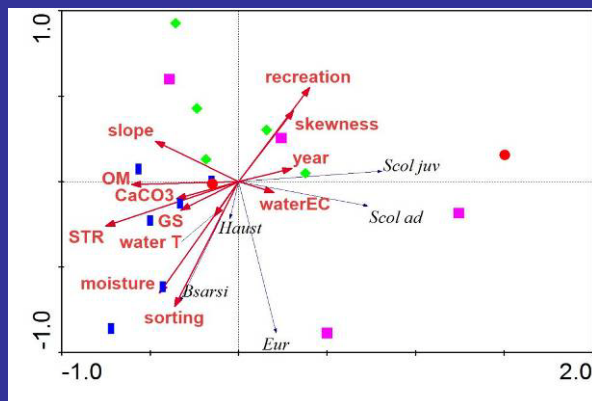 1.0
recreation
skewness
slope
year
Scol juv
OM
CaCO3
waterEC
Scol ad
GS
STR
water T
Haust
moisture
Bsarsi
sorting
Eur
-1.0
-1.0
2.0